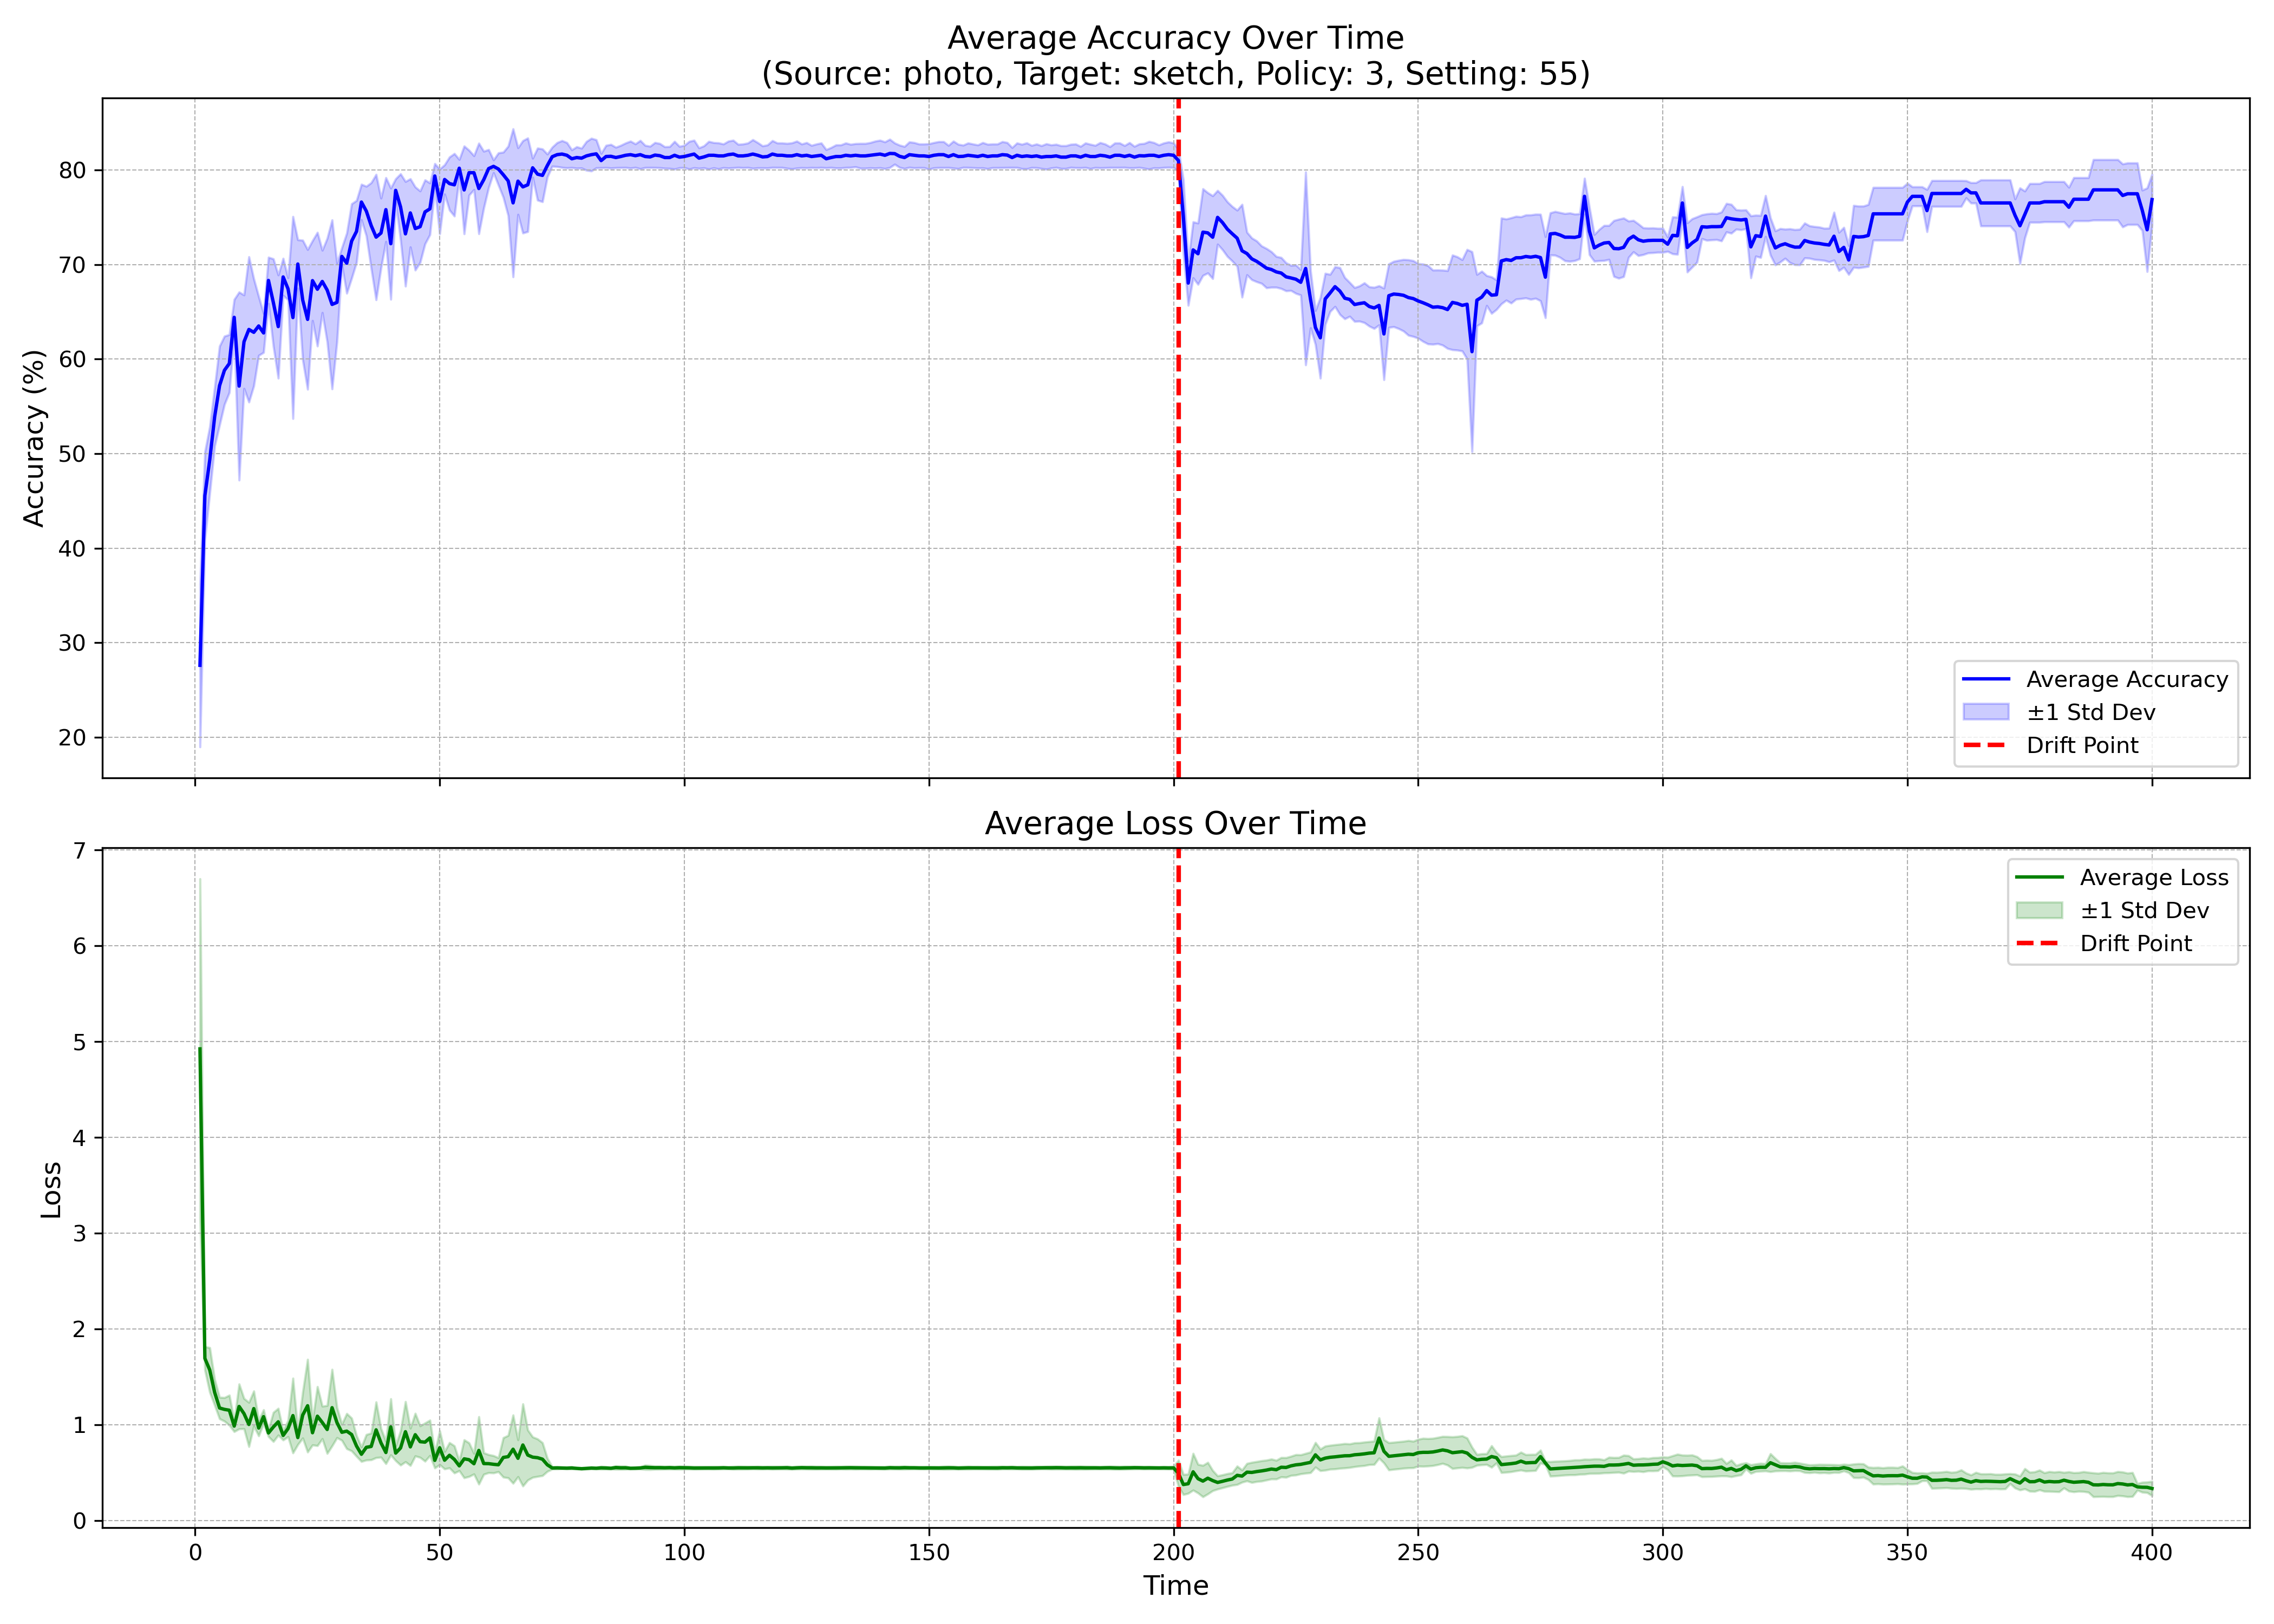 Average Accuracy Over Time
(Source: photo, Target: sketch, Policy: 3, Setting: 55)
Accuracy (%)
80
70
60
50
40
30
20
Average Accuracy
±1 Std Dev
Drift Point
Average Loss Over Time
Loss
7
6
5
4
3
2
1
0
Average Loss
±1 Std Dev
Drift Point
0 50 100 150 200 250 300 350 400
Time